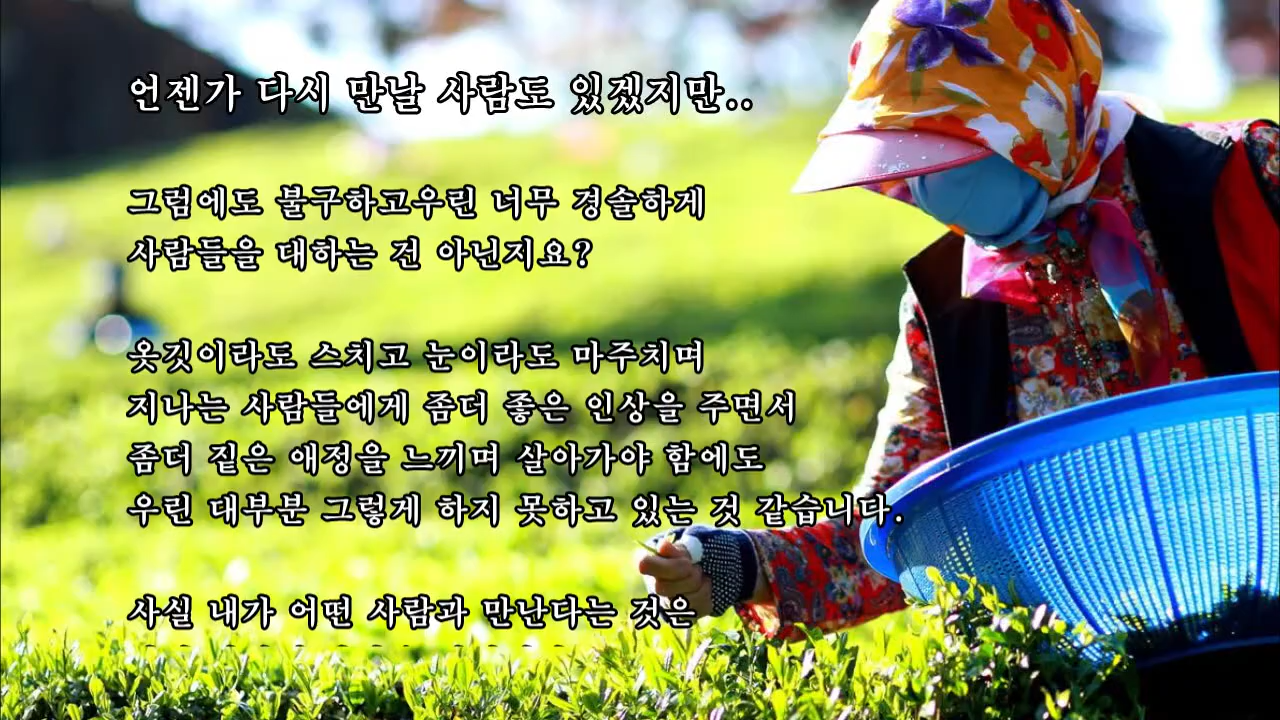 언젠가 다시 만날 사람도 있겠지만..
그럼에도 불구하고우린 너무 경솔하게
사람들을 대하는 건 아닌지요?
옷깃이라도 스치고 눈이라도 마주치며
지나는 사람들에게 좀더 좋은 인상을 주면서
좀더 짙은 애정을 느끼며 살아가야 함에도
우린 대부분 그렇게 하지 못하고 있는 것 같습니다.
사실 내가 어떤 사람과 만난다는 것은